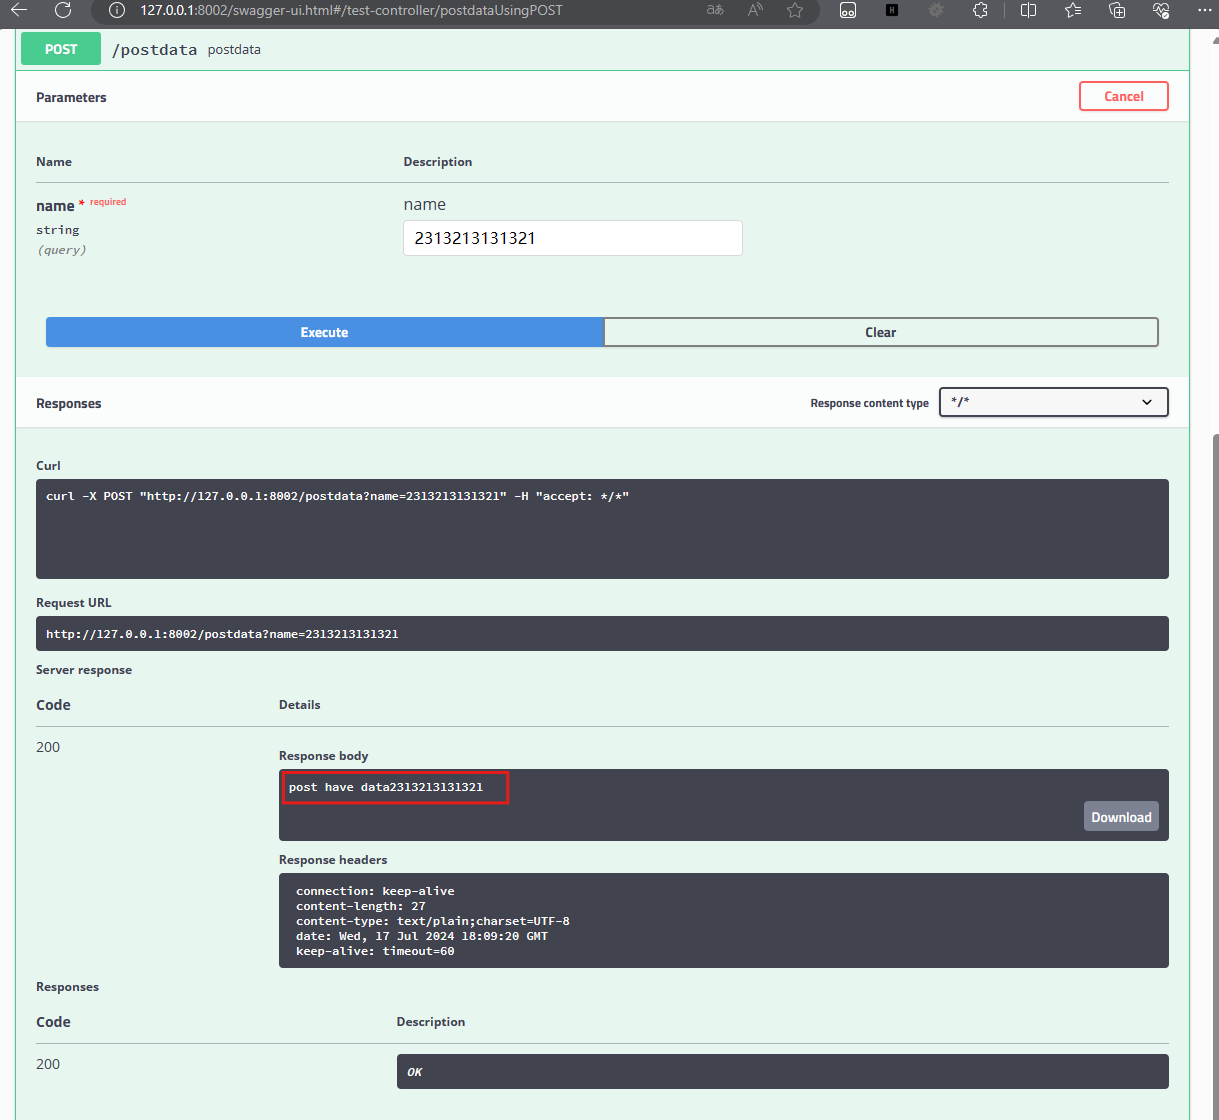 127.0.0.1:8002/swagger-ui.html#/test-controller/postdataUsingPOST
POST /postdata postdata
Parameters
Cancel
Name Description
name * required
string
(query)
name
2313213131321
Execute Clear
Responses
Response content type */*
Curl
curl -X POST "http://127.0.0.1:8002/postdata?name=2313213131321" -H "accept: */*"
Request URL
http://127.0.0.1:8002/postdata?name=2313213131321
Server response
Code Details
200
Response body
post have data2313213131321
Download
Response headers
connection: keep-alive
content-length: 27
content-type: text/plain;charset=UTF-8
date: Wed, 17 Jul 2024 18:09:20 GMT
keep-alive: timeout=60
Responses
Code Description
200
OK